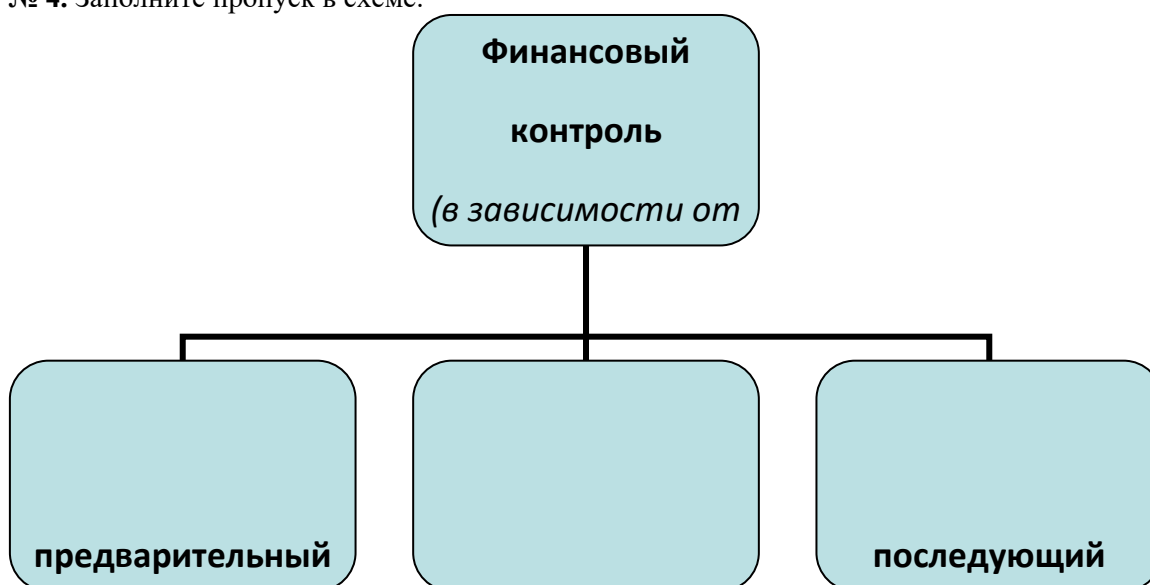 № 4. Заполните пропуск в схеме.
Финансовый
контроль
(в зависимости от
предварительный
последующий